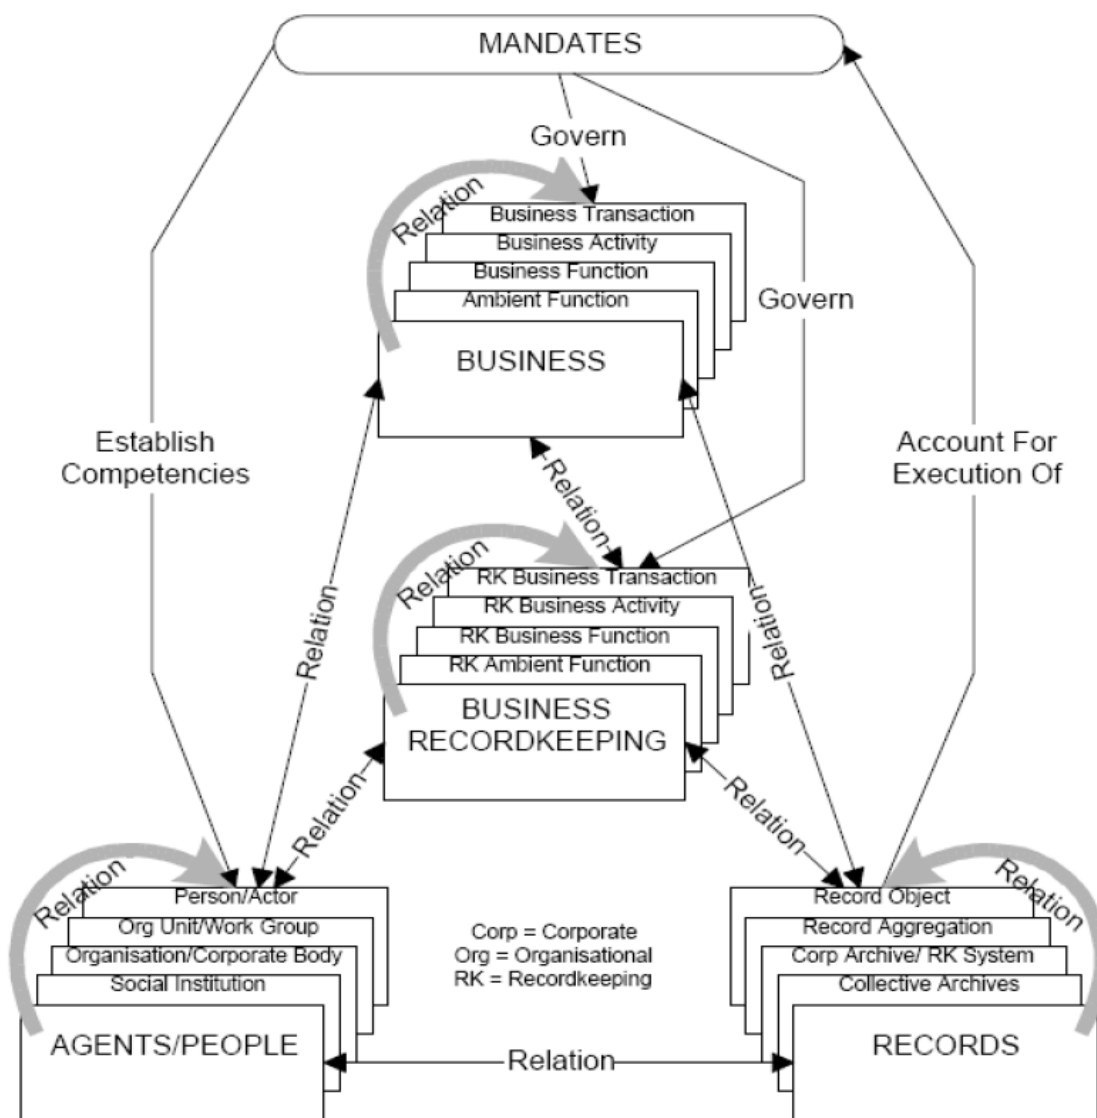 MANDATES
Govern
Relation
Business Transaction
Business Activity
Business Function
Ambient Function
BUSINESS
Govern
Establish
Competencies
Account For
Execution Of
Relation
Relation
RK Business Transaction
RK Business Activity
RK Business Function
RK Ambient Function
BUSINESS
RECORDKEEPING
Relation
Relation
Relation
Relation
Relation
Person/Actor
Org Unit/Work Group
Organisation/Corporate Body
Social Institution
AGENTS/PEOPLE
Corp = Corporate
Org = Organisational
RK = Recordkeeping
Relation
Record Object
Record Aggregation
Corp Archive/ RK System
Collective Archives
RECORDS
Relation